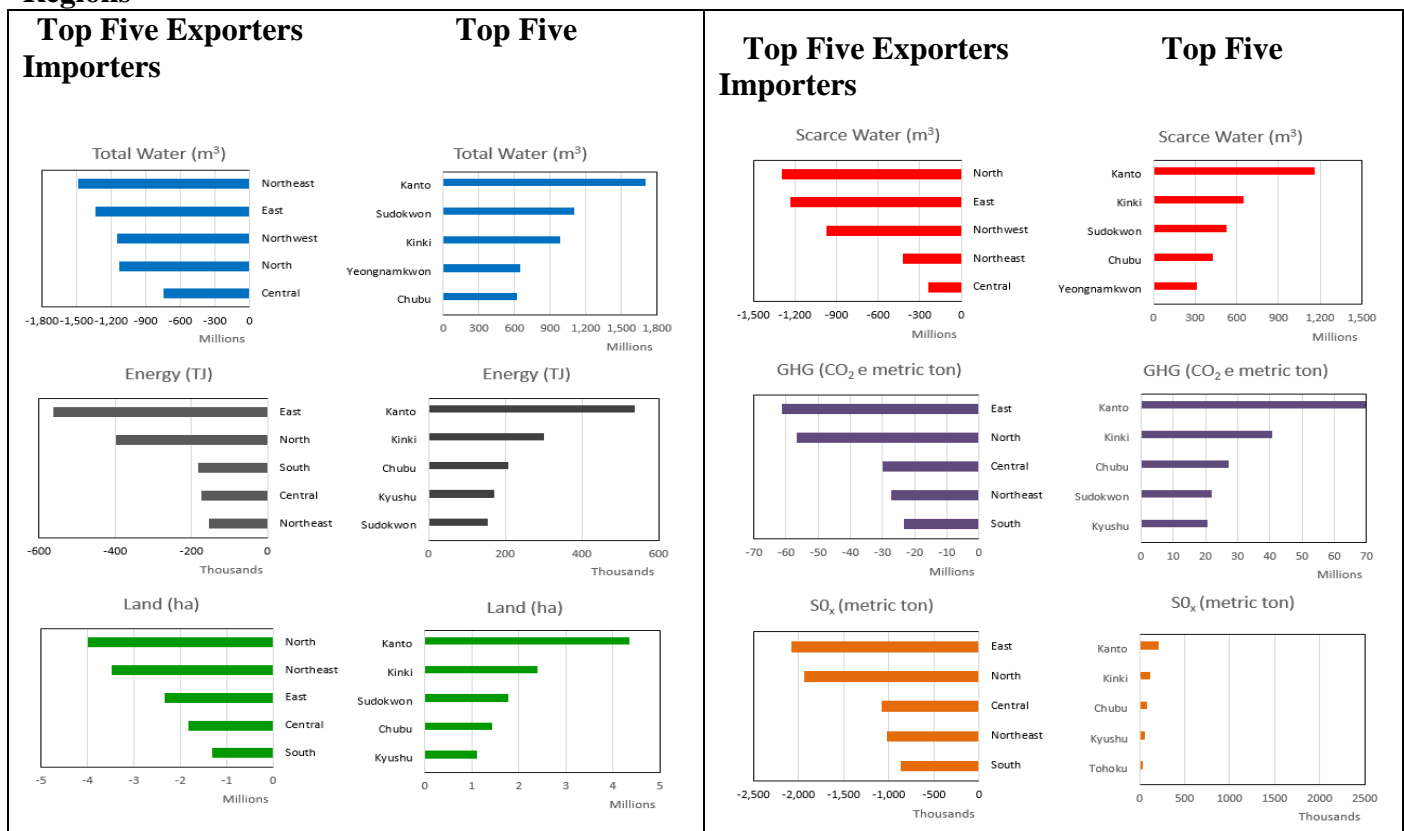 Regions
Top Five Exporters Top Five
Importers
Total Water (m³)
Northeast
East
Northwest
North
Central
-1,800-1,500-1,200 -900 -600 -300 0
Millions
Total Water (m³)
Kanto
Sudokwon
Kinki
Yeongnamkwon
Chubu
0 300 600 900 1,200 1,500 1,800
Millions
Energy (TJ)
East
North
South
Central
Northeast
-600 -400 -200 0
Thousands
Energy (TJ)
Kanto
Kinki
Chubu
Kyushu
Sudokwon
0 200 400 600
Thousands
Land (ha)
North
Northeast
East
Central
South
-5 -4 -3 -2 -1 0
Millions
Land (ha)
Kanto
Kinki
Sudokwon
Chubu
Kyushu
0 1 2 3 4 5
Millions
Top Five Exporters Top Five
Importers
Scarce Water (m³)
North
East
Northwest
Northeast
Central
-1,500 -1,200 -900 -600 -300 0
Millions
Scarce Water (m³)
Kanto
Kinki
Sudokwon
Chubu
Yeongnamkwon
0 300 600 900 1,200 1,500
Millions
GHG (CO₂ e metric ton)
East
North
Central
Northeast
South
-70 -60 -50 -40 -30 -20 -10 -0
Millions
GHG (CO₂ e metric ton)
Kanto
Kinki
Chubu
Sudokwon
Kyushu
0 10 20 30 40 50 60 70
Millions
S0ₓ (metric ton)
East
North
Central
Northeast
South
-2,500 -2,000 -1,500 -1,000 -500 0
Thousands
S0ₓ (metric ton)
Kanto
Kinki
Chubu
Kyushu
Tohoku
0 500 1000 1500 2000 2500
Thousands